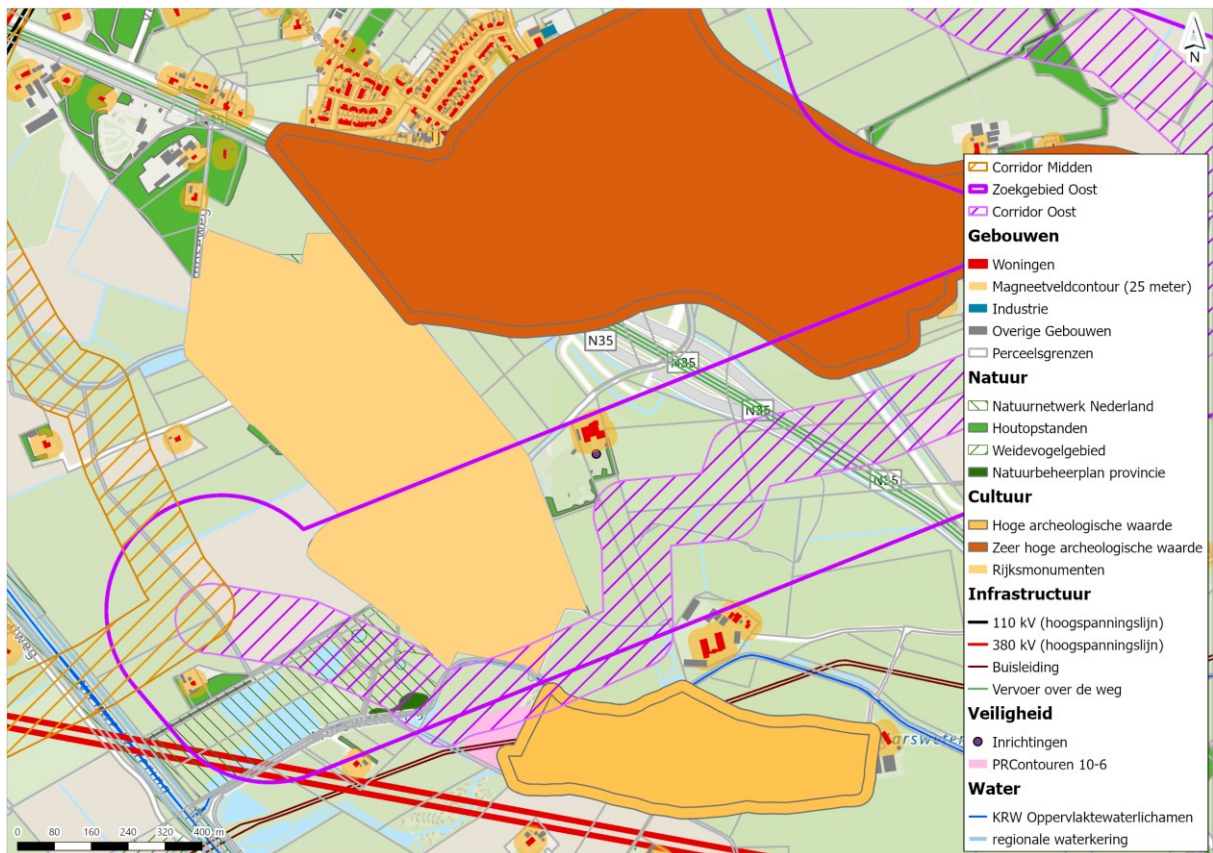 N
Corridor Midden
Zoekgebied Oost
Corridor Oost
Gebouwen
Woningen
Magneetveldcontour (25 meter)
Industrie
Overige Gebouwen
Perceelsgrenzen
Natuur
Natuurnetwerk Nederland
Houtopstanden
Weidevogelgebied
Natuurbeheerplan provincie
Cultuur
Hoge archeologische waarde
Zeer hoge archeologische waarde
Rijksmonumenten
Infrastructuur
110 kV (hoogspanningslijn)
380 kV (hoogspanningslijn)
Buisleiding
Vervoer over de weg
Veiligheid
Inrichtingen
PRContouren 10-6
Water
KRW Oppervlaktewaterlichamen
regionale waterkering
N35
N35
N35
N35
0 80 160 240 320 400 m